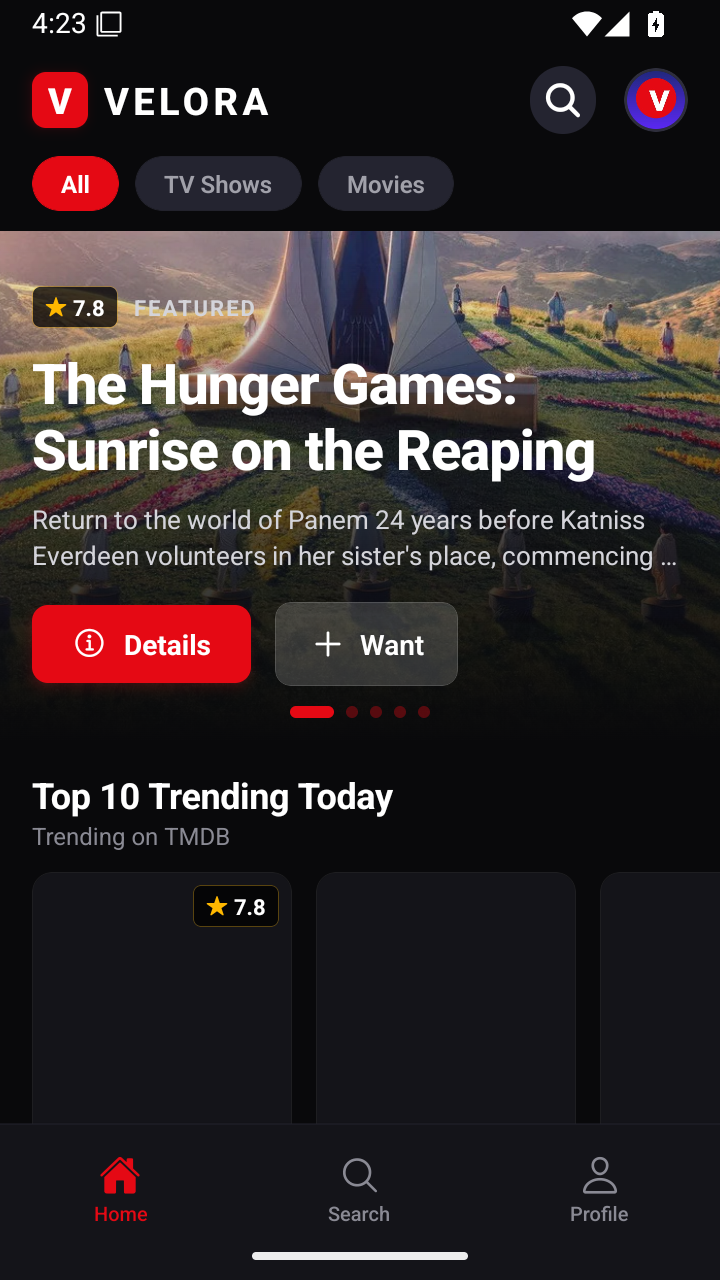 4:23
V VELORA V
All TV Shows Movies
7.8 FEATURED
The Hunger Games:
Sunrise on the Reaping
Return to the world of Panem 24 years before Katniss
Everdeen volunteers in her sister's place, commencing ...
Details Want
Top 10 Trending Today
Trending on TMDB
7.8
Home Search Profile